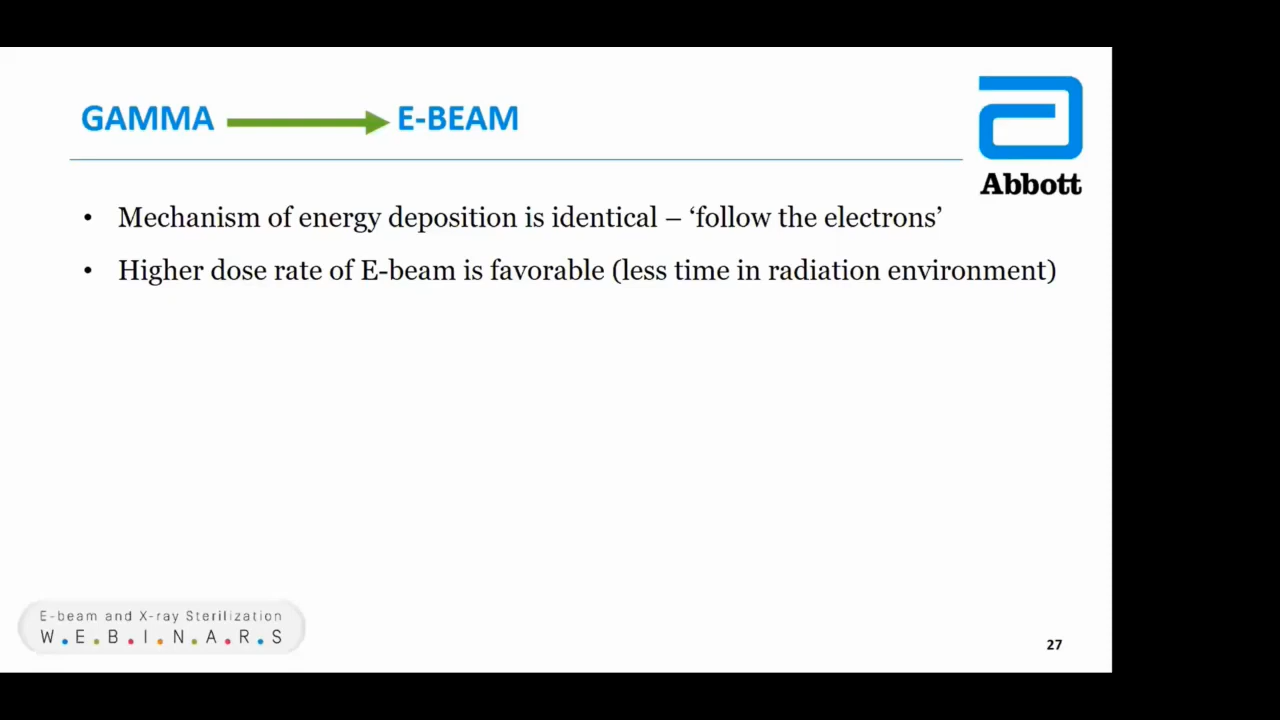 GAMMA E-BEAM
Abbott
• Mechanism of energy deposition is identical – ‘follow the electrons’
• Higher dose rate of E-beam is favorable (less time in radiation environment)
E-beam and X-ray Sterilization
W.E.B.I.N.A.R.S
27